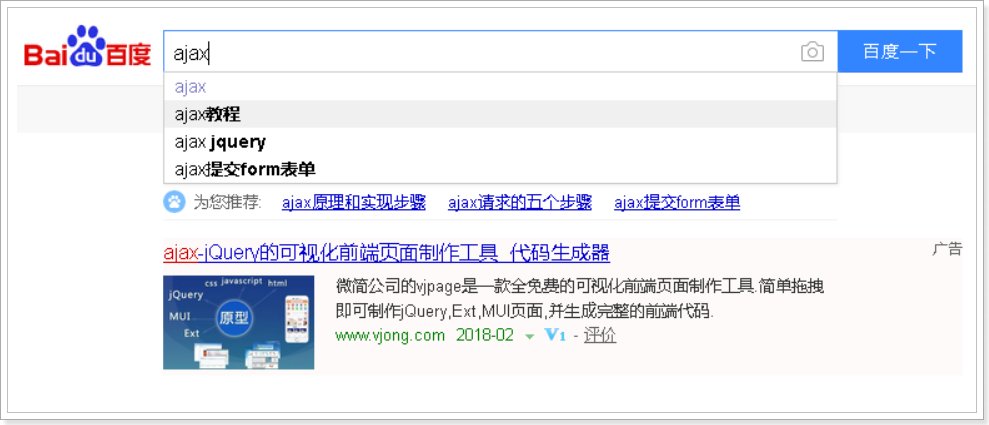 Bai du 百度
ajax
百度一下
ajax
ajax教程
ajax jquery
ajax提交form表单
为您推荐: ajax原理和实现步骤 ajax请求的五个步骤 ajax提交form表单
ajax-jQuery的可视化前端页面制作工具_代码生成器
广告
css javascript html
jQuery
MUI
Ext
原型
微简公司的vjpage是一款全免费的可视化前端页面制作工具.简单拖拽
即可制作jQuery,Ext,MUI页面,并生成完整的前端代码.
www.vjong.com 2018-02 V1 - 评价